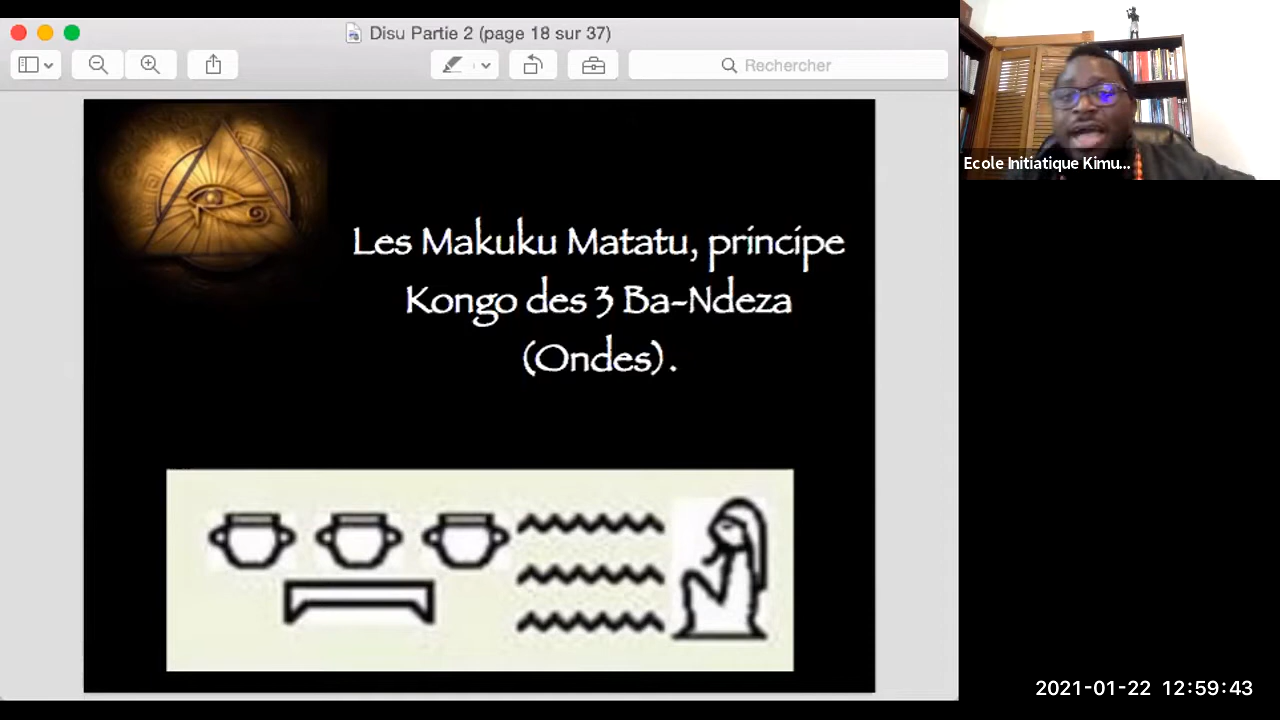 Disu Partie 2 (page 18 sur 37)
Rechercher
Les Makuku Matatu, principe
Kongo des 3 Ba-Ndeza
(Ondes).
Ecole Initiatique Kimu...
2021-01-22 12:59:43